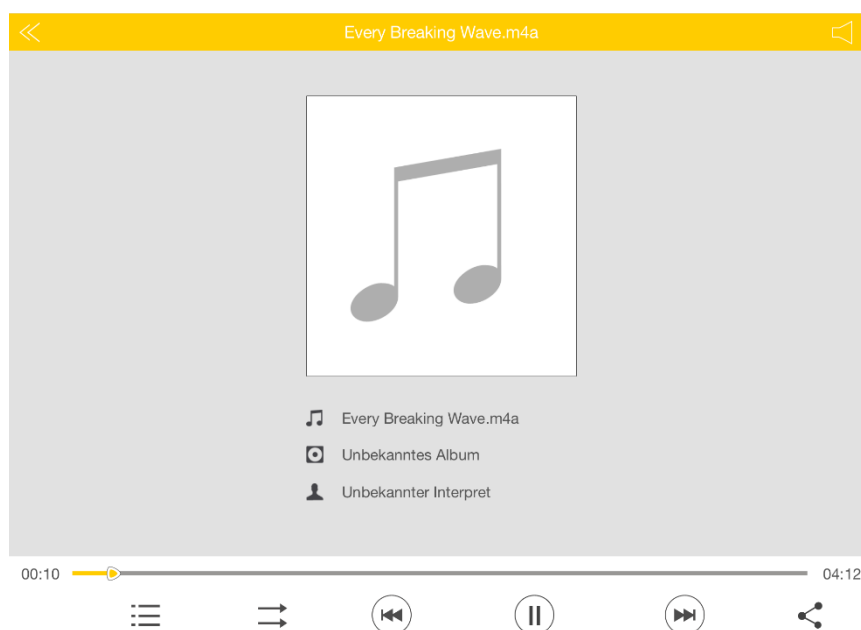 Every Breaking Wave.m4a
Every Breaking Wave.m4a
Unbekanntes Album
Unbekannter Interpret
00:10 04:12